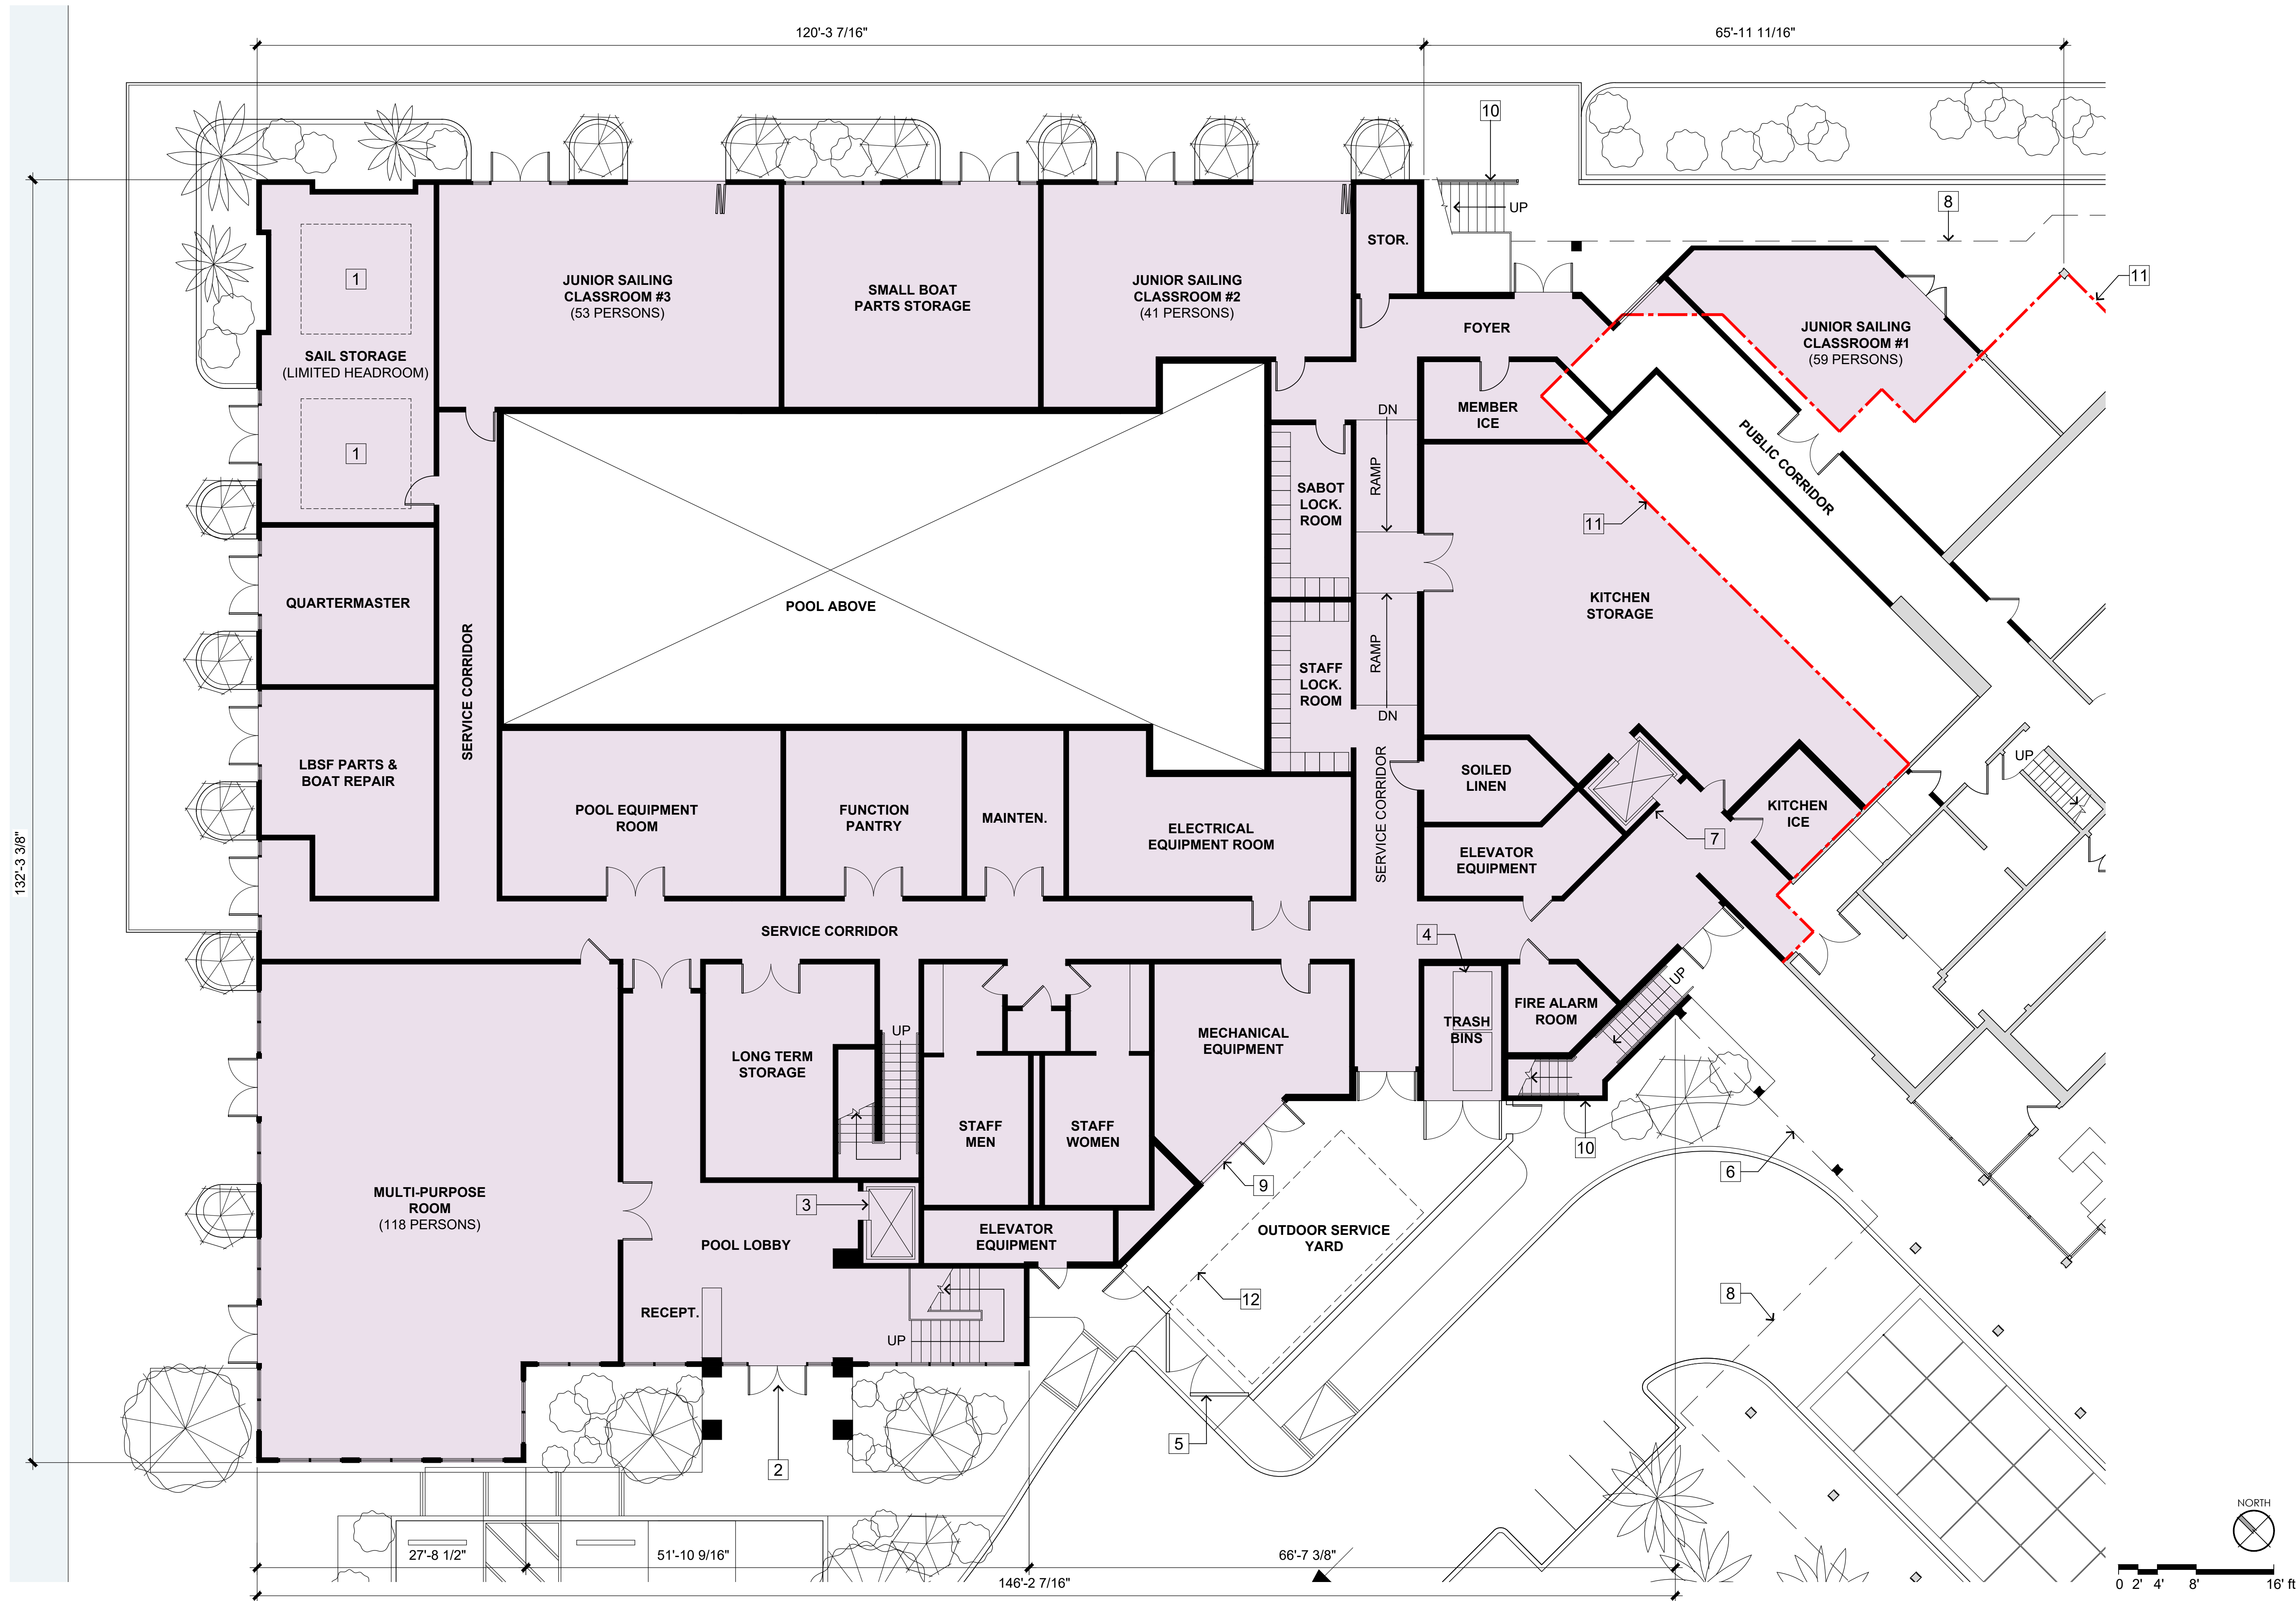 120'-3 7/16"
65'-11 11/16"
10
8
11
UP
STOR.
1
JUNIOR SAILING
CLASSROOM #3
(53 PERSONS)
SMALL BOAT
PARTS STORAGE
JUNIOR SAILING
CLASSROOM #2
(41 PERSONS)
FOYER
JUNIOR SAILING
CLASSROOM #1
(59 PERSONS)
SAIL STORAGE
(LIMITED HEADROOM)
1
DN
MEMBER
ICE
PUBLIC CORRIDOR
RAMP
SABOT
LOCK.
ROOM
11
QUARTERMASTER
POOL ABOVE
KITCHEN
STORAGE
SERVICE CORRIDOR
RAMP
STAFF
LOCK.
ROOM
DN
LBSF PARTS &
BOAT REPAIR
SERVICE CORRIDOR
SOILED
LINEN
UP
POOL EQUIPMENT
ROOM
FUNCTION
PANTRY
MAINTEN.
ELECTRICAL
EQUIPMENT ROOM
KITCHEN
ICE
7
ELEVATOR
EQUIPMENT
132'-3 3/8"
SERVICE CORRIDOR
4
UP
FIRE ALARM
ROOM
TRASH
BINS
UP
LONG TERM
STORAGE
MECHANICAL
EQUIPMENT
STAFF
MEN
STAFF
WOMEN
10
6
9
MULTI-PURPOSE
ROOM
(118 PERSONS)
3
POOL LOBBY
ELEVATOR
EQUIPMENT
OUTDOOR SERVICE
YARD
12
8
RECEPT.
UP
5
2
NORTH
27'-8 1/2"
51'-10 9/16"
66'-7 3/8"
146'-2 7/16"
0 2' 4' 8' 16' ft